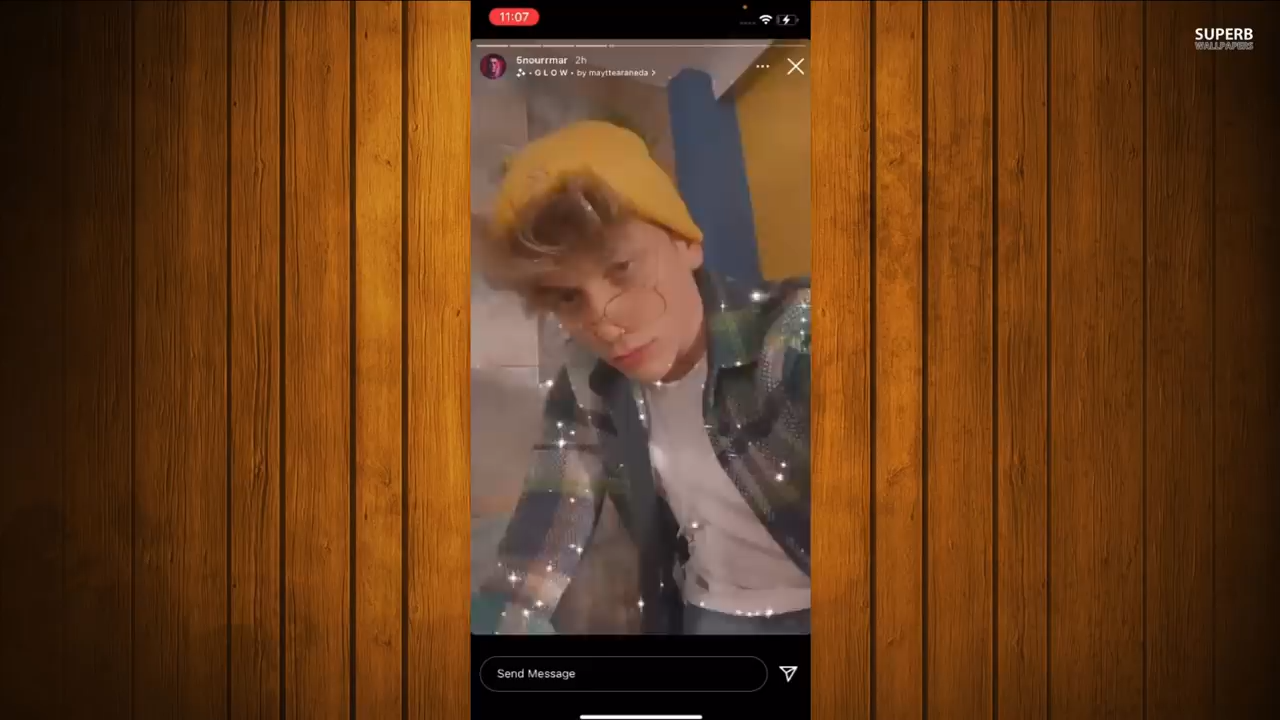 11:07
SUPERB
WALLPAPERS
5nourrmar 2h
• G L O W • by mayttearaneda >
Send Message